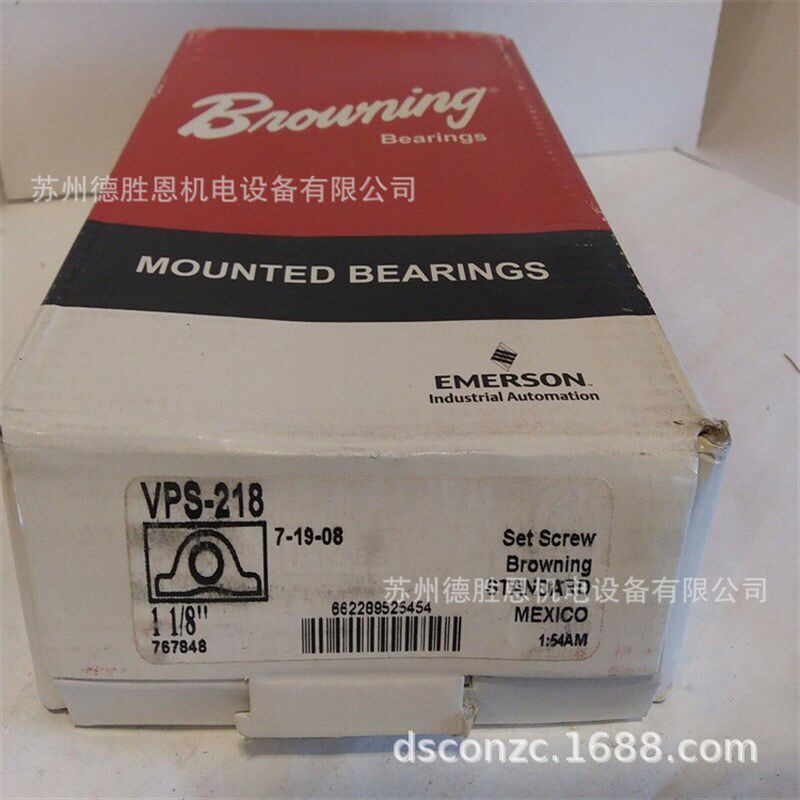 Browning®
Bearings
苏州德胜恩机电设备有限公司
MOUNTED BEARINGS
EMERSON™
Industrial Automation
VPS-218
7-19-08
Set Screw
Browning
STANDARD
苏州德胜恩机电设备有限公司
1 1/8"
662289525454
MEXICO
767848
1:54AM
dsconzc.1688.com